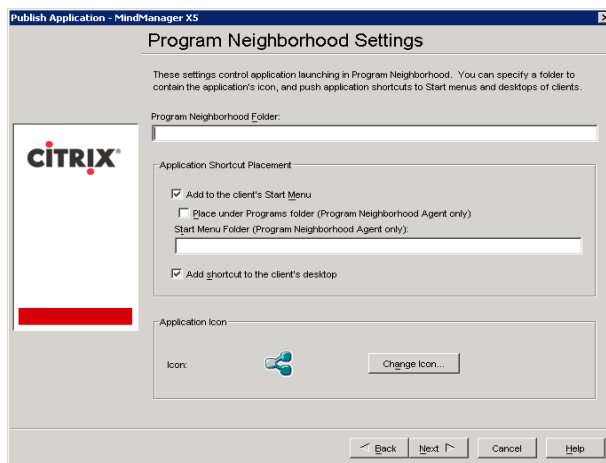 Publish Application - MindManager X5
Program Neighborhood Settings
These settings control application launching in Program Neighborhood. You can specify a folder to
contain the application's icon, and push application shortcuts to Start menus and desktops of clients.
Program Neighborhood Folder:
CITRIX®
Application Shortcut Placement
Add to the client's Start Menu
Place under Programs folder (Program Neighborhood Agent only)
Start Menu Folder (Program Neighborhood Agent only):
Add shortcut to the client's desktop
Application Icon
Icon:
Change Icon...
< Back
Next >
Cancel
Help